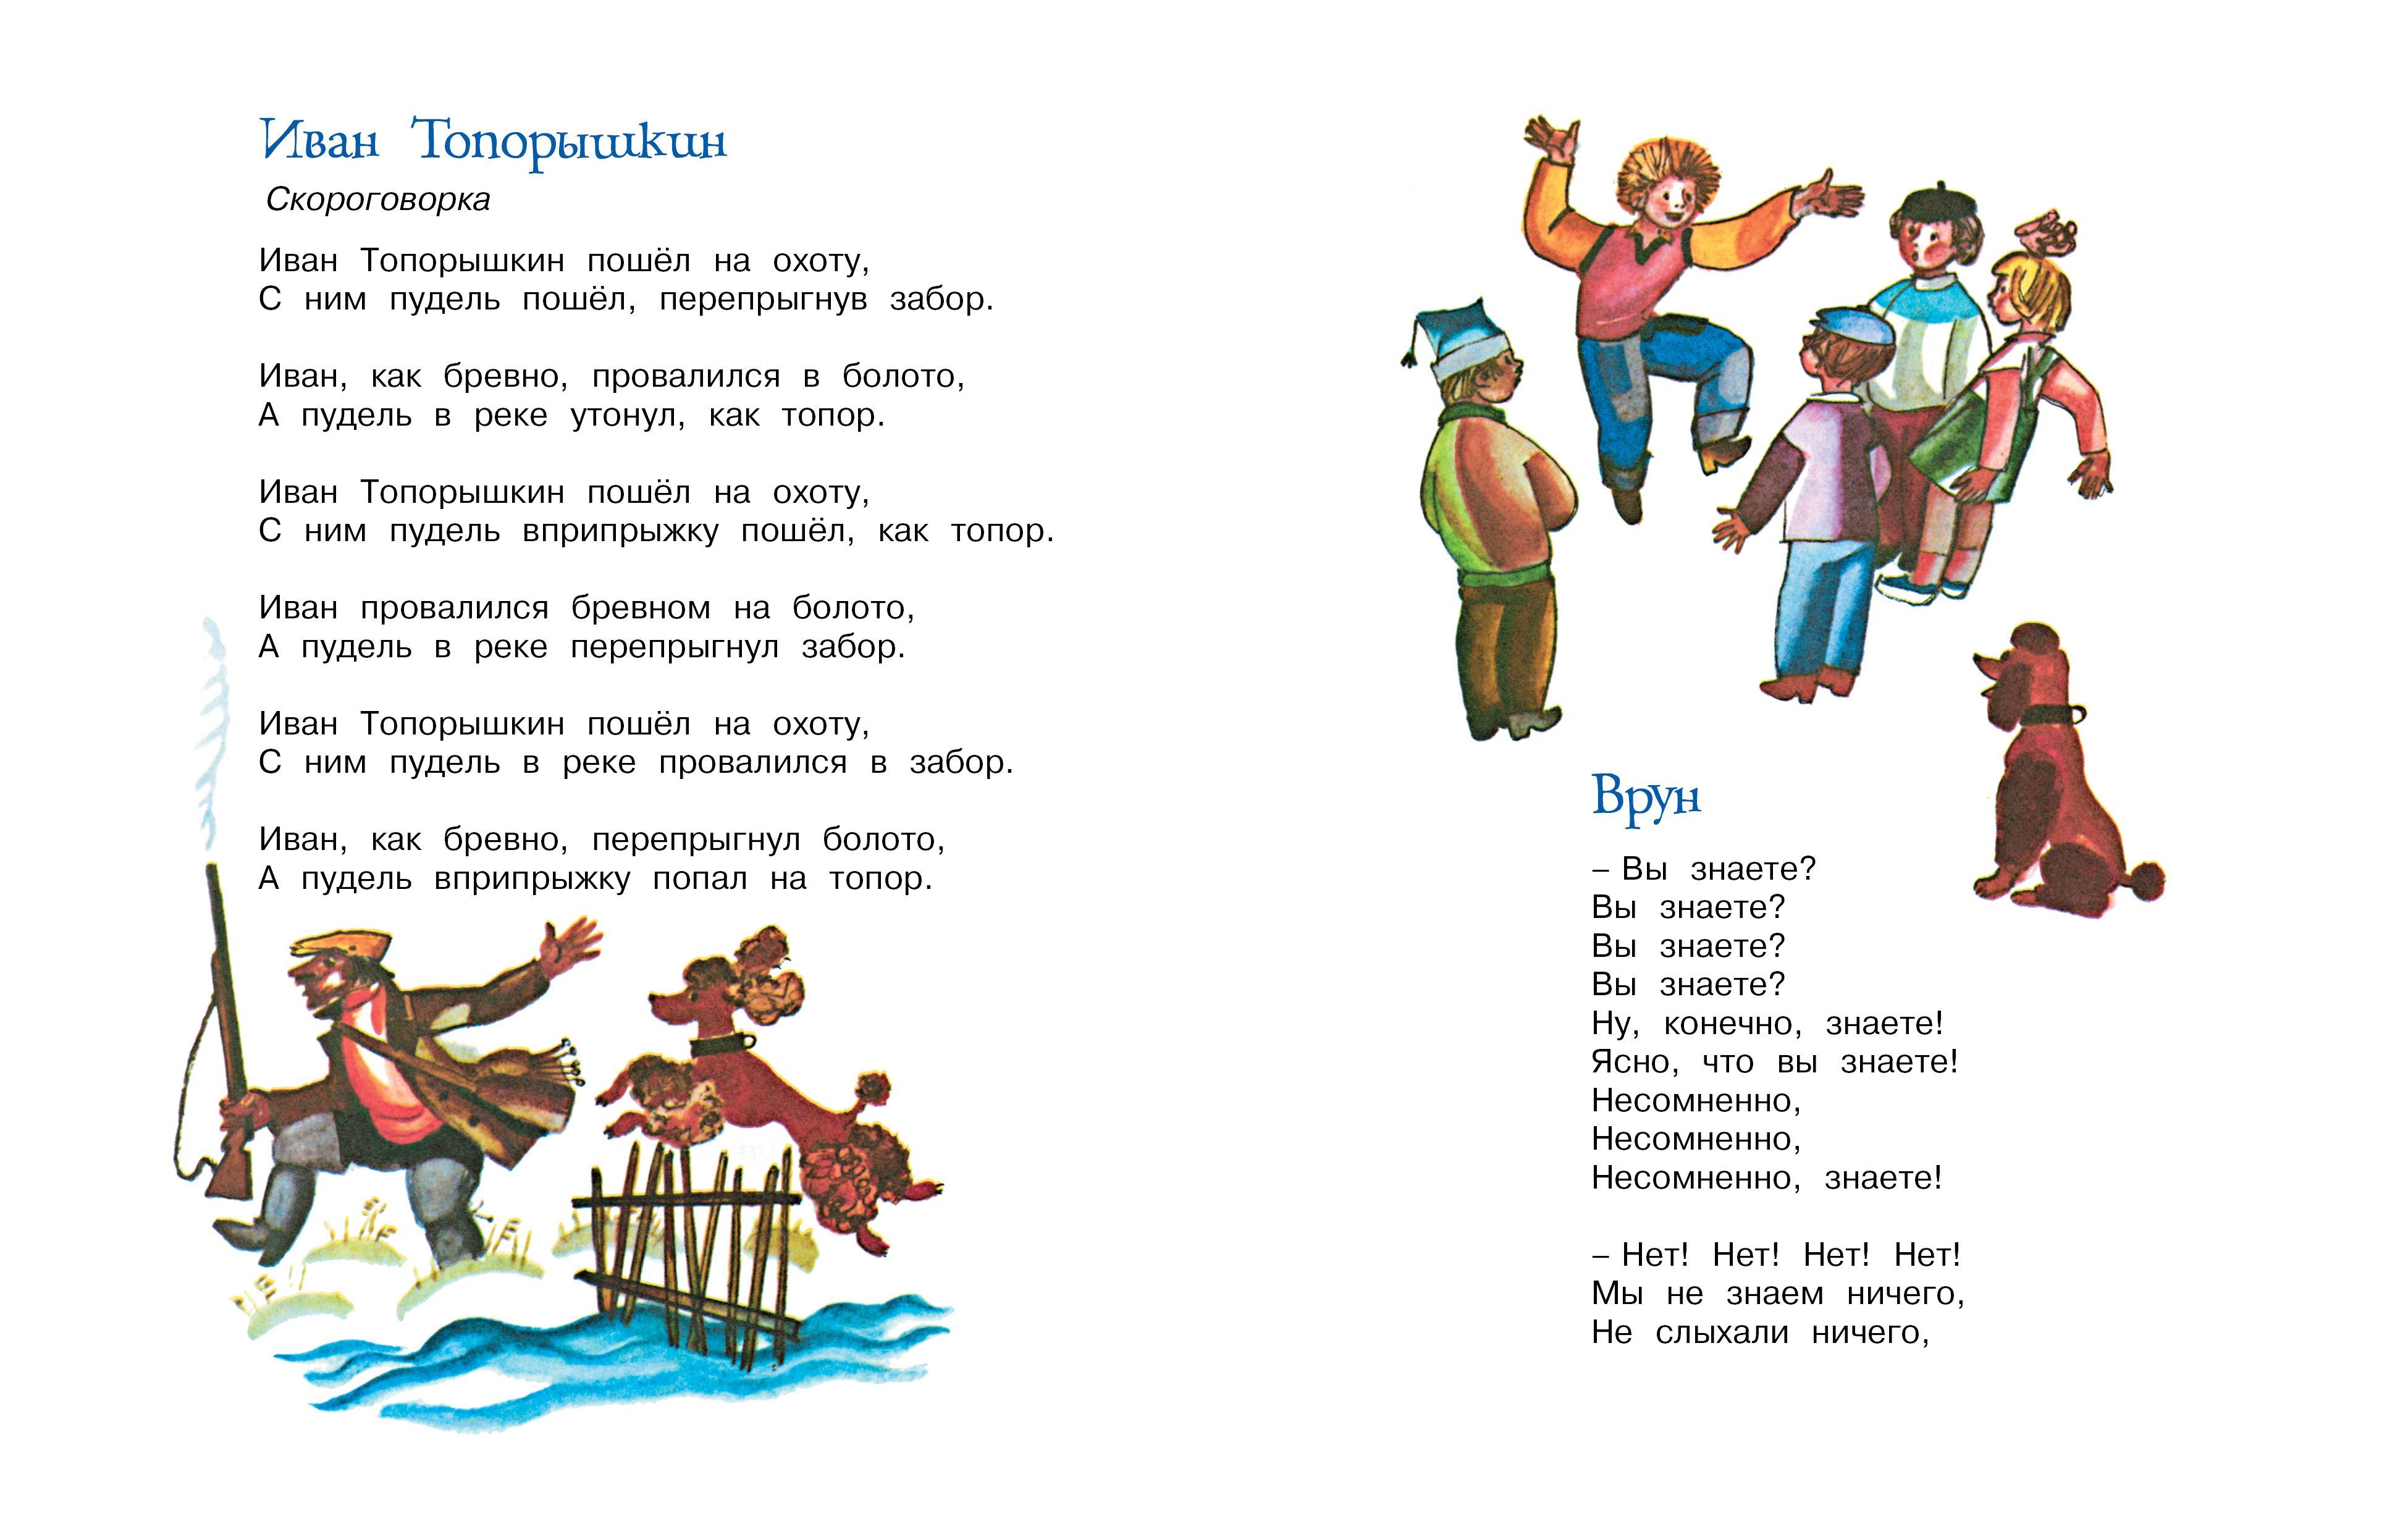 Иван Топорышкин
Скороговорка
Иван Топорышкин пошёл на охоту,
С ним пудель пошёл, перепрыгнув забор.
Иван, как бревно, провалился в болото,
А пудель в реке утонул, как топор.
Иван Топорышкин пошёл на охоту,
С ним пудель вприпрыжку пошёл, как топор.
Иван провалился бревном на болото,
А пудель в реке перепрыгнул забор.
Иван Топорышкин пошёл на охоту,
С ним пудель в реке провалился в забор.
Иван, как бревно, перепрыгнул болото,
А пудель вприпрыжку попал на топор.
Врун
– Вы знаете?
Вы знаете?
Вы знаете?
Вы знаете?
Ну, конечно, знаете!
Ясно, что вы знаете!
Несомненно,
Несомненно,
Несомненно, знаете!
– Нет! Нет! Нет! Нет!
Мы не знаем ничего,
Не слыхали ничего,